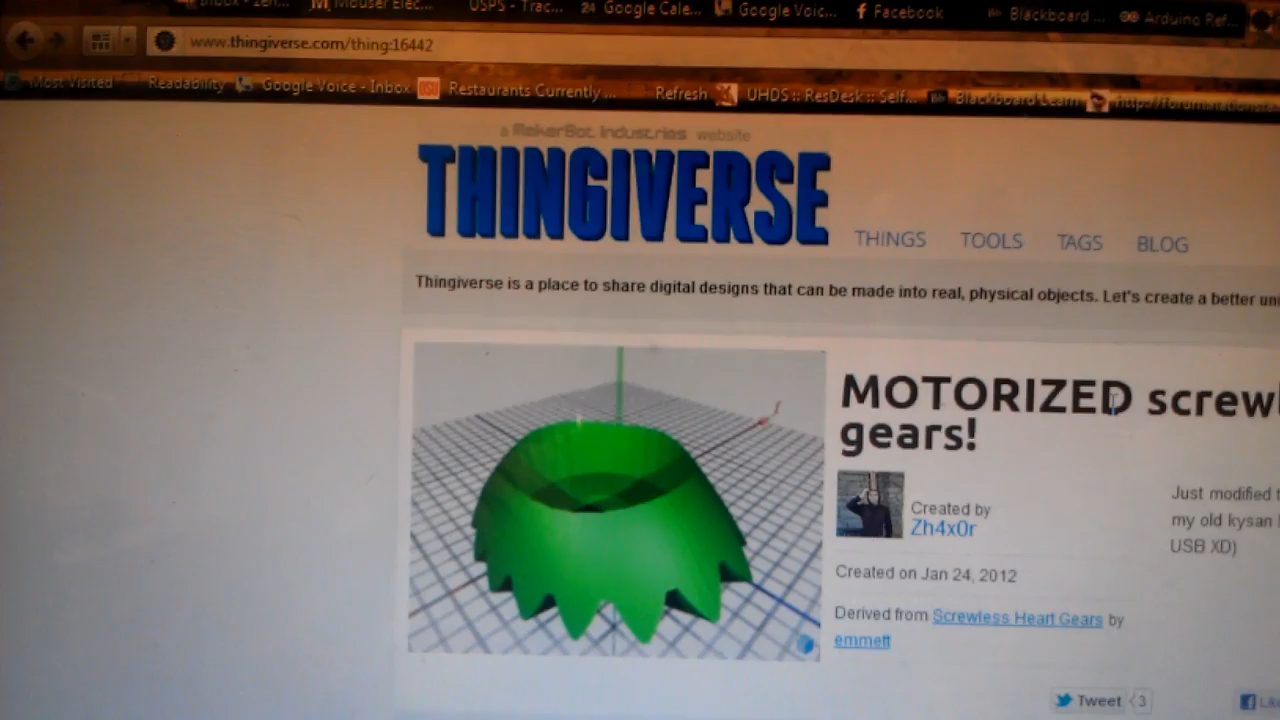 USPS - Trac...
24 Google Cale...
Google Voic...
Facebook
Blackboard ...
Arduino Ref...
www.thingiverse.com/thing:16442
Most Visited
Readability
Google Voice - Inbox
OSU
Restaurants Currently ...
Refresh
UHDS :: ResDesk :: Self...
Bb
Blackboard Learn
a MakerBot Industries website
THINGIVERSE
THINGS TOOLS TAGS BLOG
Thingiverse is a place to share digital designs that can be made into real, physical objects. Let's create a better
MOTORIZED screw
gears!
Just modified
my old kysan
USB XD)
Created by
Zh4x0r
Created on Jan 24, 2012
Derived from Screwless Heart Gears by
emmett
Tweet 3